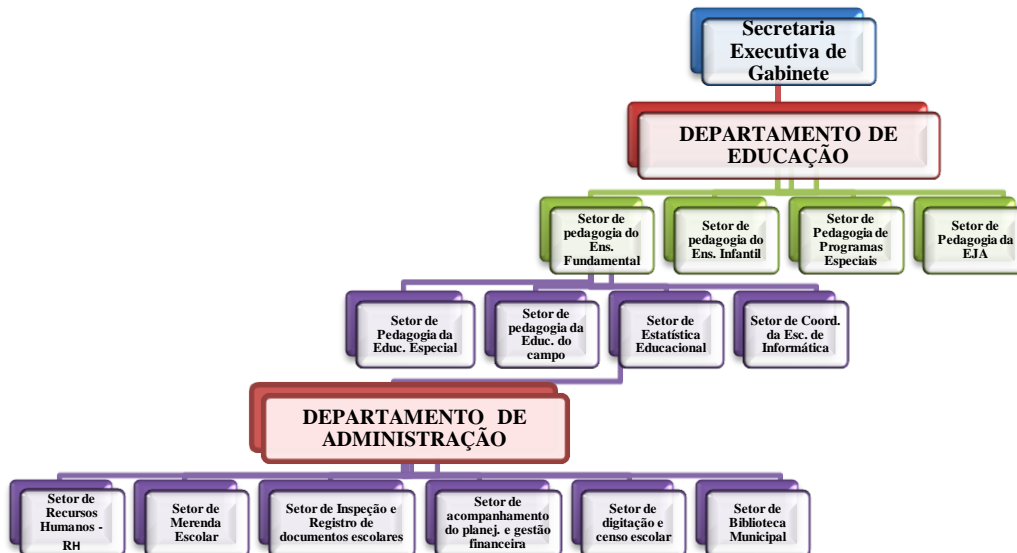 Secretaria
Executiva de
Gabinete
DEPARTAMENTO DE
EDUCAÇÃO
Setor de
pedagogia do
Ens.
Fundamental
Setor de
pedagogia do
Ens. Infantil
Setor de
Pedagogia de
Programas
Especiais
Setor de
Pedagogia da
EJA
Setor de
Pedagogia da
Educ. Especial
Setor de
pedagogia da
Educ. do
campo
Setor de
Estatística
Educacional
Setor de Coord.
da Esc. de
Informática
DEPARTAMENTO DE
ADMINISTRAÇÃO
Setor de
Recursos
Humanos -
RH
Setor de
Merenda
Escolar
Setor de Inspeção e
Registro de
documentos escolares
Setor de
acompanhamento
do planej. e gestão
financeira
Setor de
digitação e
censo escolar
Setor de
Biblioteca
Municipal